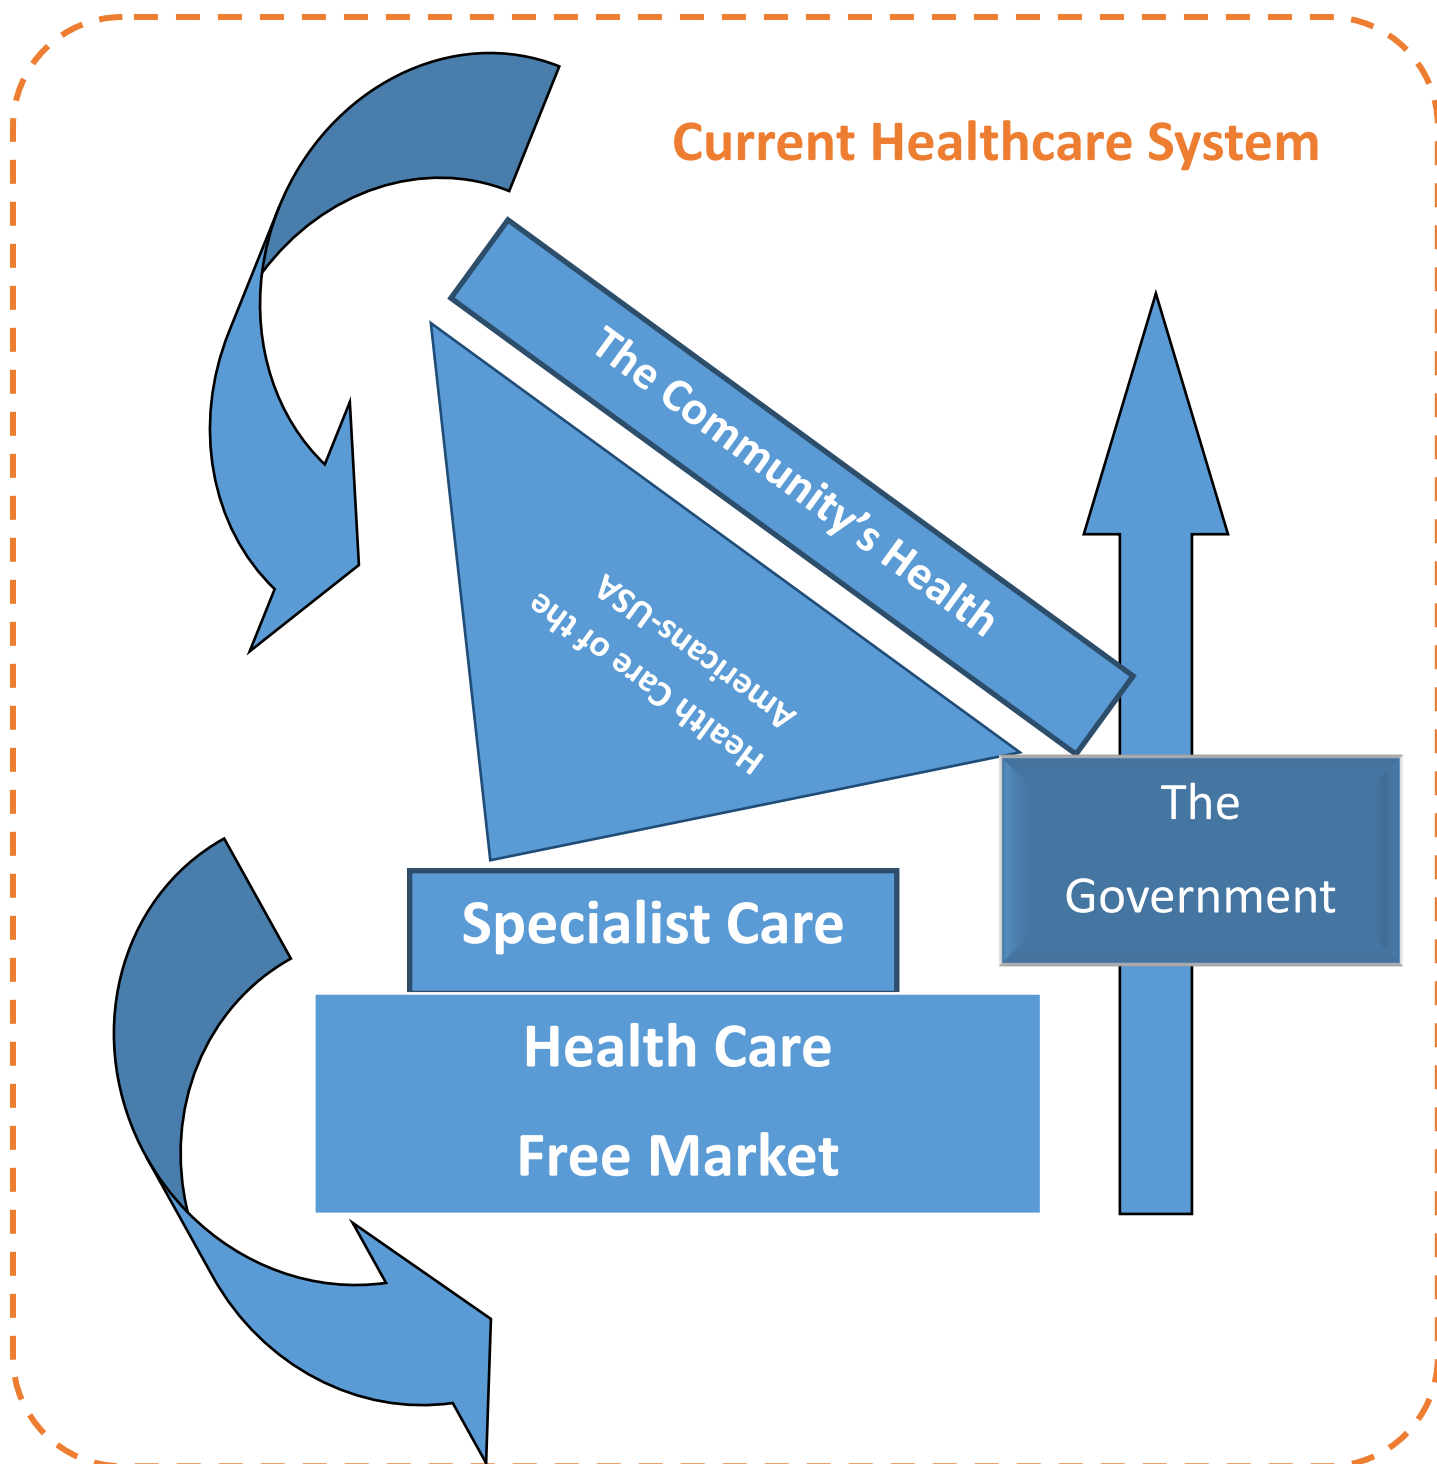 Current Healthcare System
The Community’s Health
Health Care of the
Americans-USA
The
Government
Specialist Care
Health Care
Free Market